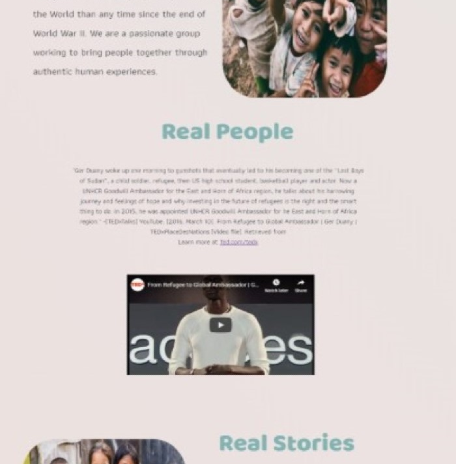 the World than any time since the end of
World War II. We are a passionate group
working to bring people together through
authentic human experiences.
Real People
"Ger Duany woke up one morning to gunshots that eventually led to his becoming one of the "Lost Boys
of Sudan", a child soldier, refugee, then US high school student, basketball player and actor. Now a
UNHCR Goodwill Ambassador for the East and Horn of Africa region, he talks about his harrowing
journey and feelings of hope and why investing in the future of refugees is the right and the smart
thing to do. In 2015, he was appointed UNHCR Goodwill Ambassador for he East and Horn of Africa
region." -(TEDxTalks) YouTube. (2016, March 10). From Refugee to Global Ambassador | Ger Duany |
TEDxPlaceDesNations [Video file]. Retrieved from
Learn more at: ted.com/tedx
TEDx
From Refugee to Global Ambassador | G...
Watch later
Share
ac es
Real Stories